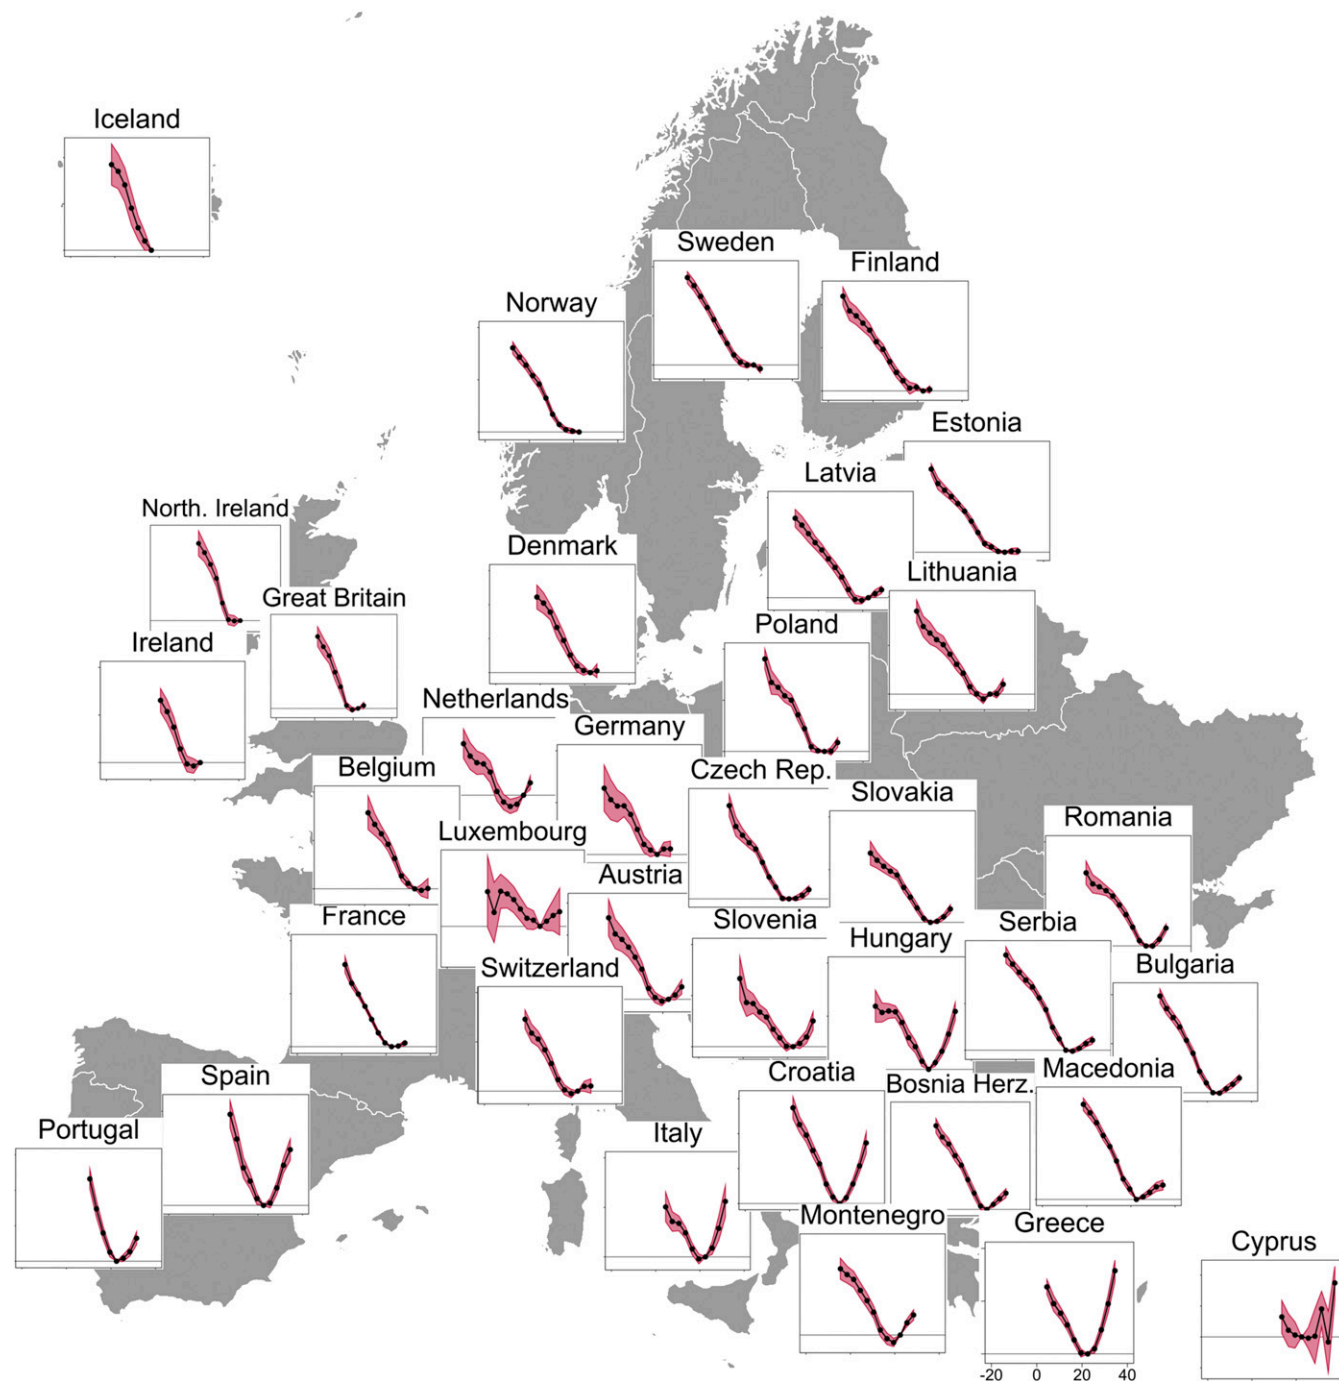 Iceland
Sweden
Finland
Norway
Estonia
Latvia
North. Ireland
Denmark
Lithuania
Great Britain
Poland
Ireland
Netherlands
Germany
Belgium
Czech Rep.
Slovakia
Romania
Luxembourg
Austria
France
Slovenia
Serbia
Hungary
Switzerland
Bulgaria
Macedonia
Croatia
Spain
Bosnia Herz.
Portugal
Italy
Montenegro
Greece
Cyprus
-20 0 20 40